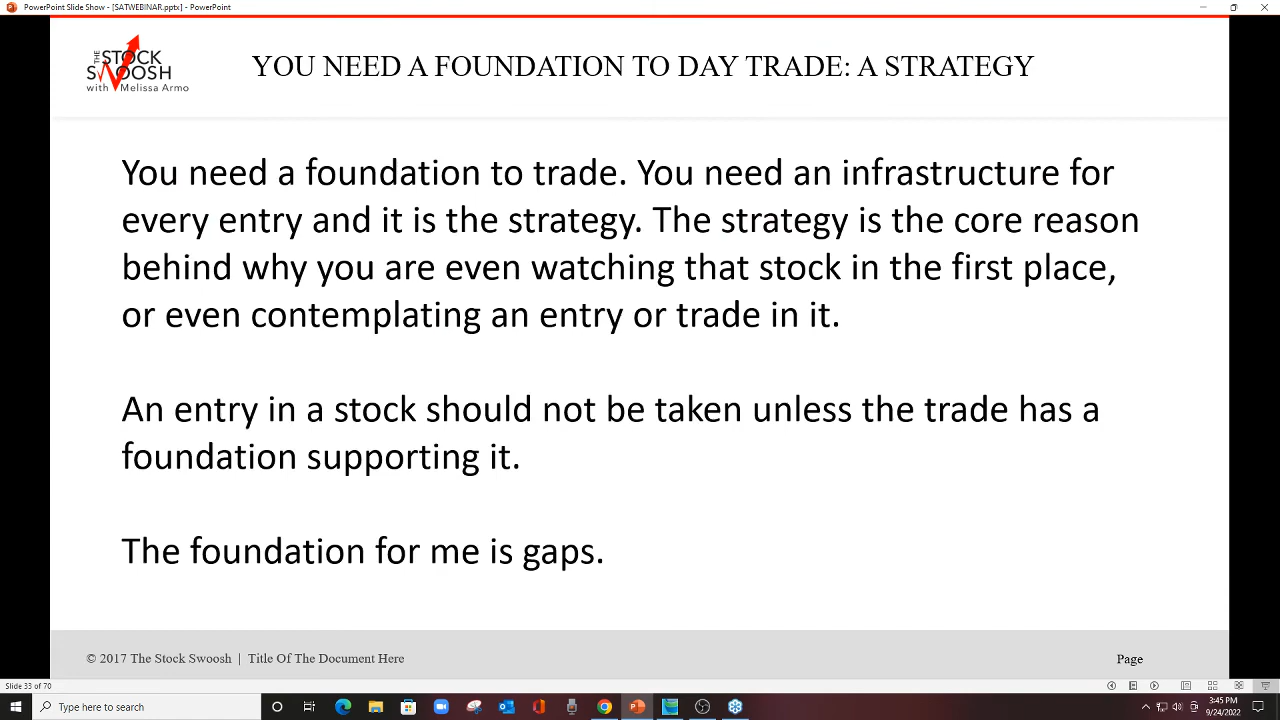 PowerPoint Slide Show - [SATWEBINAR.pptx] - PowerPoint
THE
STOCK
SWOOSH
with Melissa Armo
YOU NEED A FOUNDATION TO DAY TRADE: A STRATEGY
You need a foundation to trade. You need an infrastructure for
every entry and it is the strategy. The strategy is the core reason
behind why you are even watching that stock in the first place,
or even contemplating an entry or trade in it.
An entry in a stock should not be taken unless the trade has a
foundation supporting it.
The foundation for me is gaps.
© 2017 The Stock Swoosh | Title Of The Document Here
Page
Slide 33 of 70
Type here to search
3:45 PM
9/24/2022